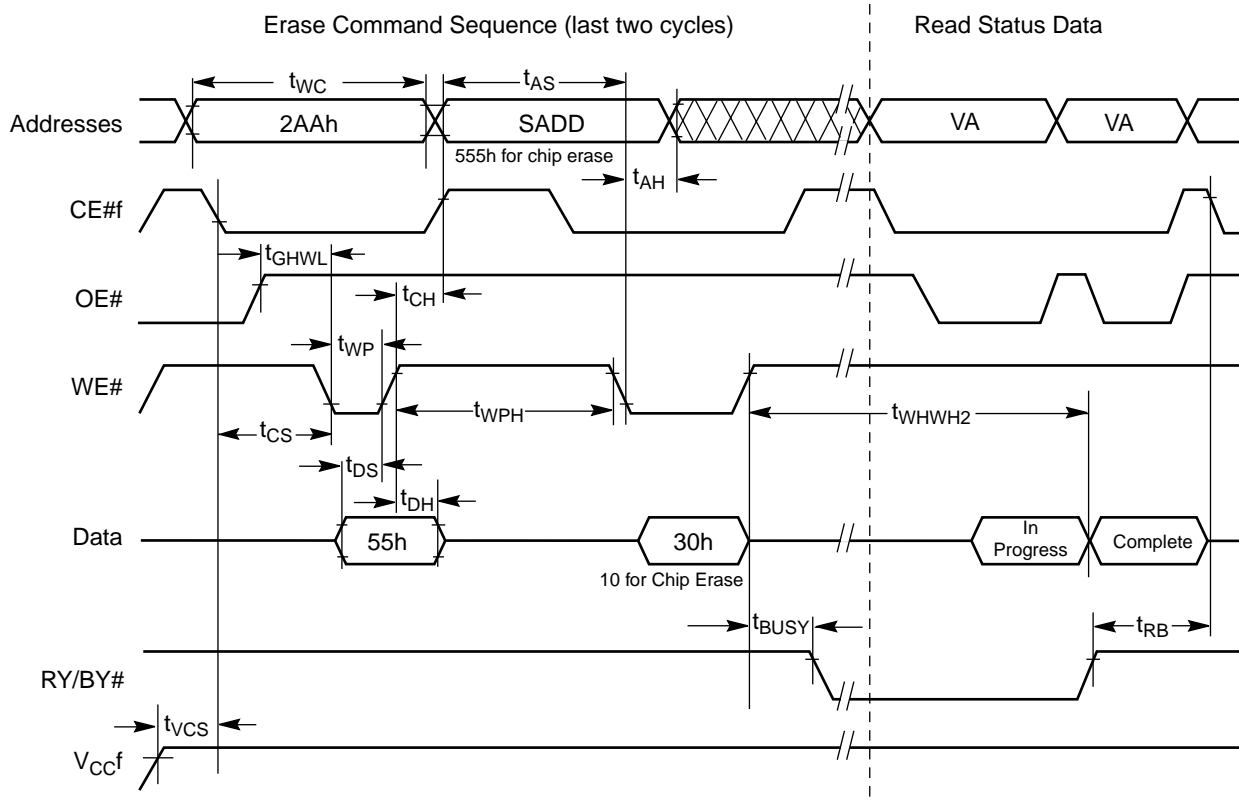 Erase Command Sequence (last two cycles)
Read Status Data
tWC
tAS
Addresses
2AAh
SADD
VA
VA
555h for chip erase
tAH
CE#f
tGHWL
OE#
tCH
tWP
WE#
tWPH
tWHWH2
tCS
tDS
tDH
Data
55h
30h
In
Progress
Complete
10 for Chip Erase
tBUSY
tRB
RY/BY#
tVCS
VCCf